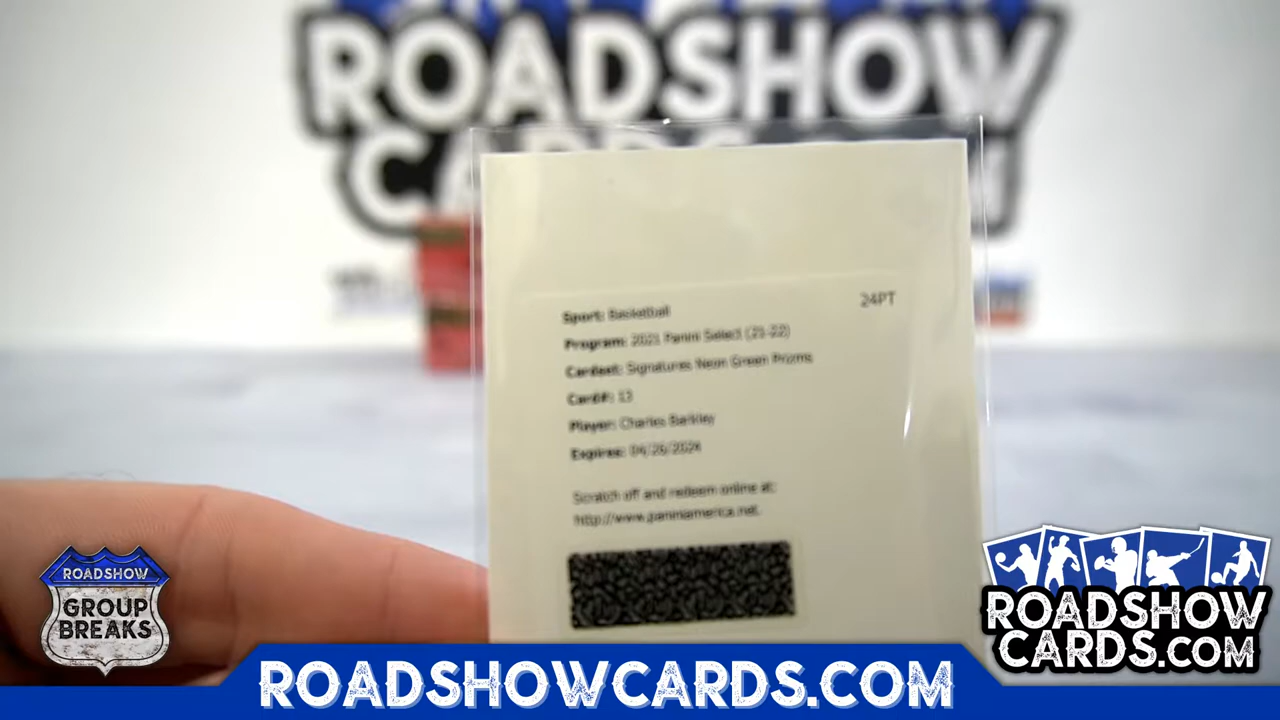 ROADSHOW
24PT
Sport: Basketball
Program: 2021 Panini Select (21-22)
Cardset: Signatures Neon Green Prizms
Card#: 13
Player: Charles Barkley
Expires: 04/26/2024
Scratch off and redeem online at:
http://www.paniniamerica.net.
ROADSHOW
GROUP
BREAKS
ROADSHOWCARDS.COM
ROADSHOW
CARDS.COM